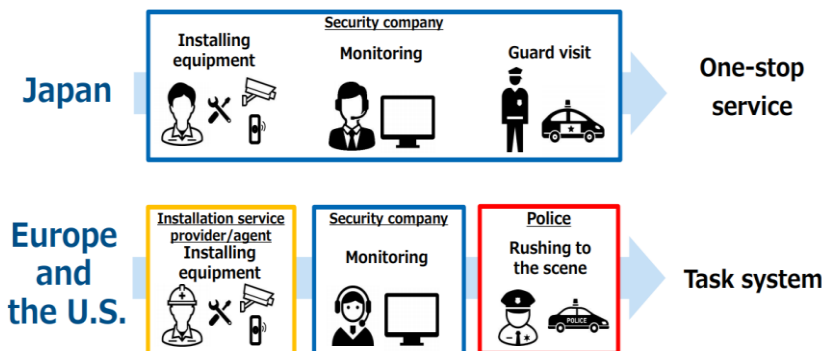 Japan
Security company
Installing
equipment
Monitoring
Guard visit
One-stop
service
Europe
and
the U.S.
Installation service
provider/agent
Installing
equipment
Security company
Monitoring
Police
Rushing to
the scene
POLICE
Task system